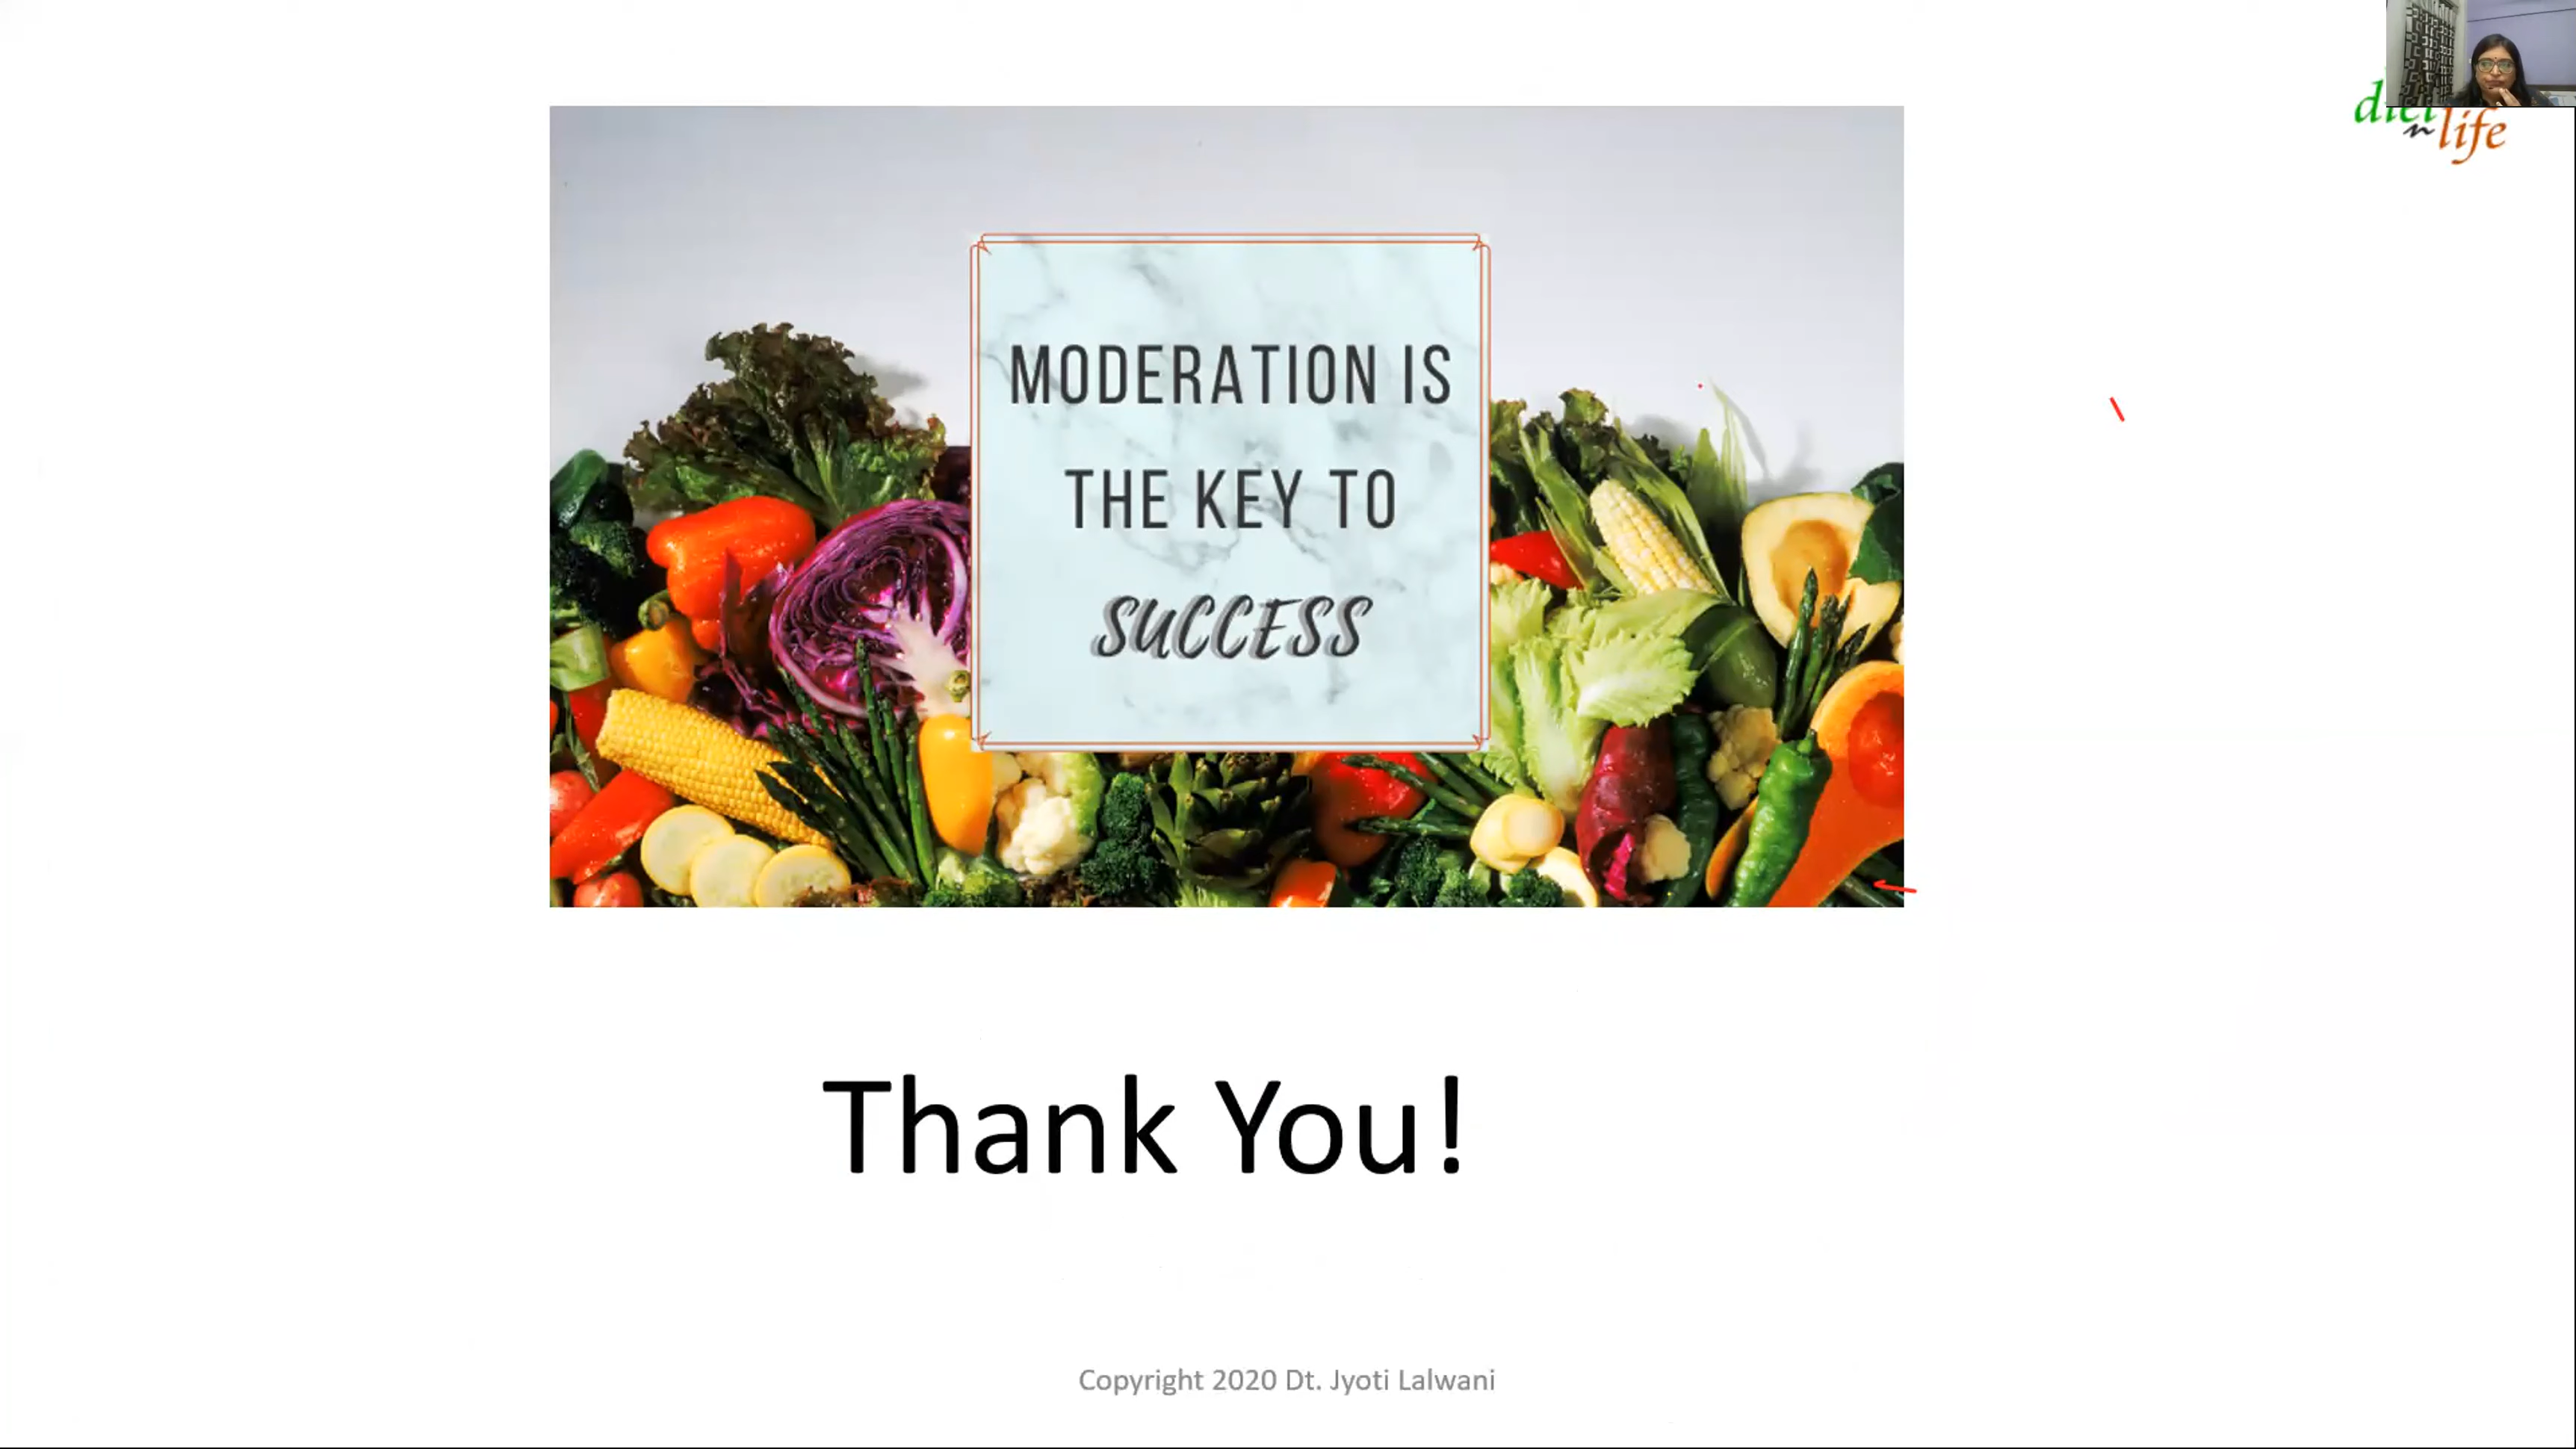 diet
n life
MODERATION IS
THE KEY TO
SUCCESS
Thank You!
Copyright 2020 Dt. Jyoti Lalwani